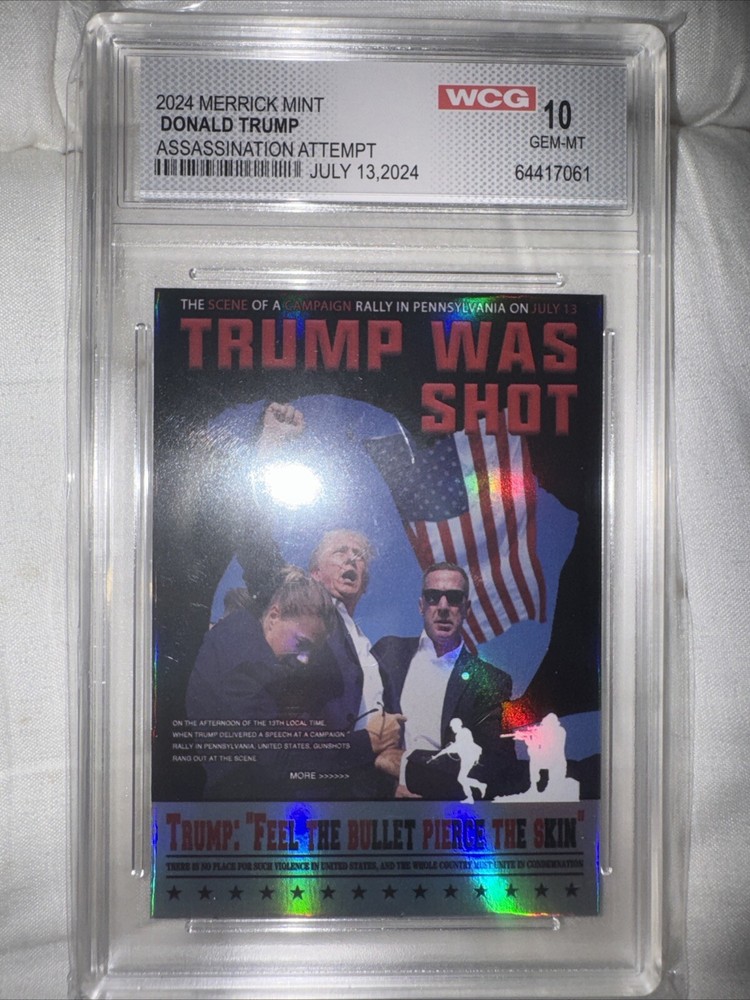 2024 MERRICK MINT
DONALD TRUMP
ASSASSINATION ATTEMPT
JULY 13,2024
WCG
10
GEM-MT
64417061
THE SCENE OF A CAMPAIGN RALLY IN PENNSYLVANIA ON JULY 13
TRUMP WAS
SHOT
ON THE AFTERNOON OF THE 13TH LOCAL TIME,
WHEN TRUMP DELIVERED A SPEECH AT A CAMPAIGN
RALLY IN PENNSYLVANIA, UNITED STATES, GUNSHOTS
RANG OUT AT THE SCENE
MORE >>>>>>
TRUMP: "FEEL THE BULLET PIERCE THE SKIN"
THERE IS NO PLACE FOR SUCH VIOLENCE IN UNITED STATES, AND THE WHOLE COUNTRY MUST UNITE IN CONDEMNATION